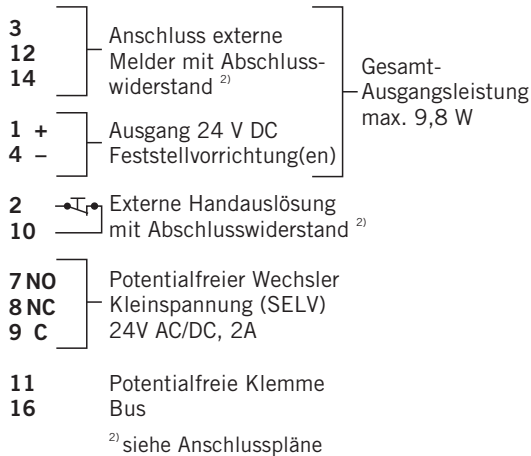 3
12
14
Anschluss externe
Melder mit Abschluss-
widerstand 2)
Gesamt-
Ausgangsleistung
max. 9,8 W
1 +
4 –
Ausgang 24 V DC
Feststellvorrichtung(en)
2
10
Externe Handauslösung
mit Abschlusswiderstand 2)
7 NO
8 NC
9 C
Potentialfreier Wechsler
Kleinspannung (SELV)
24V AC/DC, 2A
11 Potentialfreie Klemme
16 Bus
2) siehe Anschlusspläne